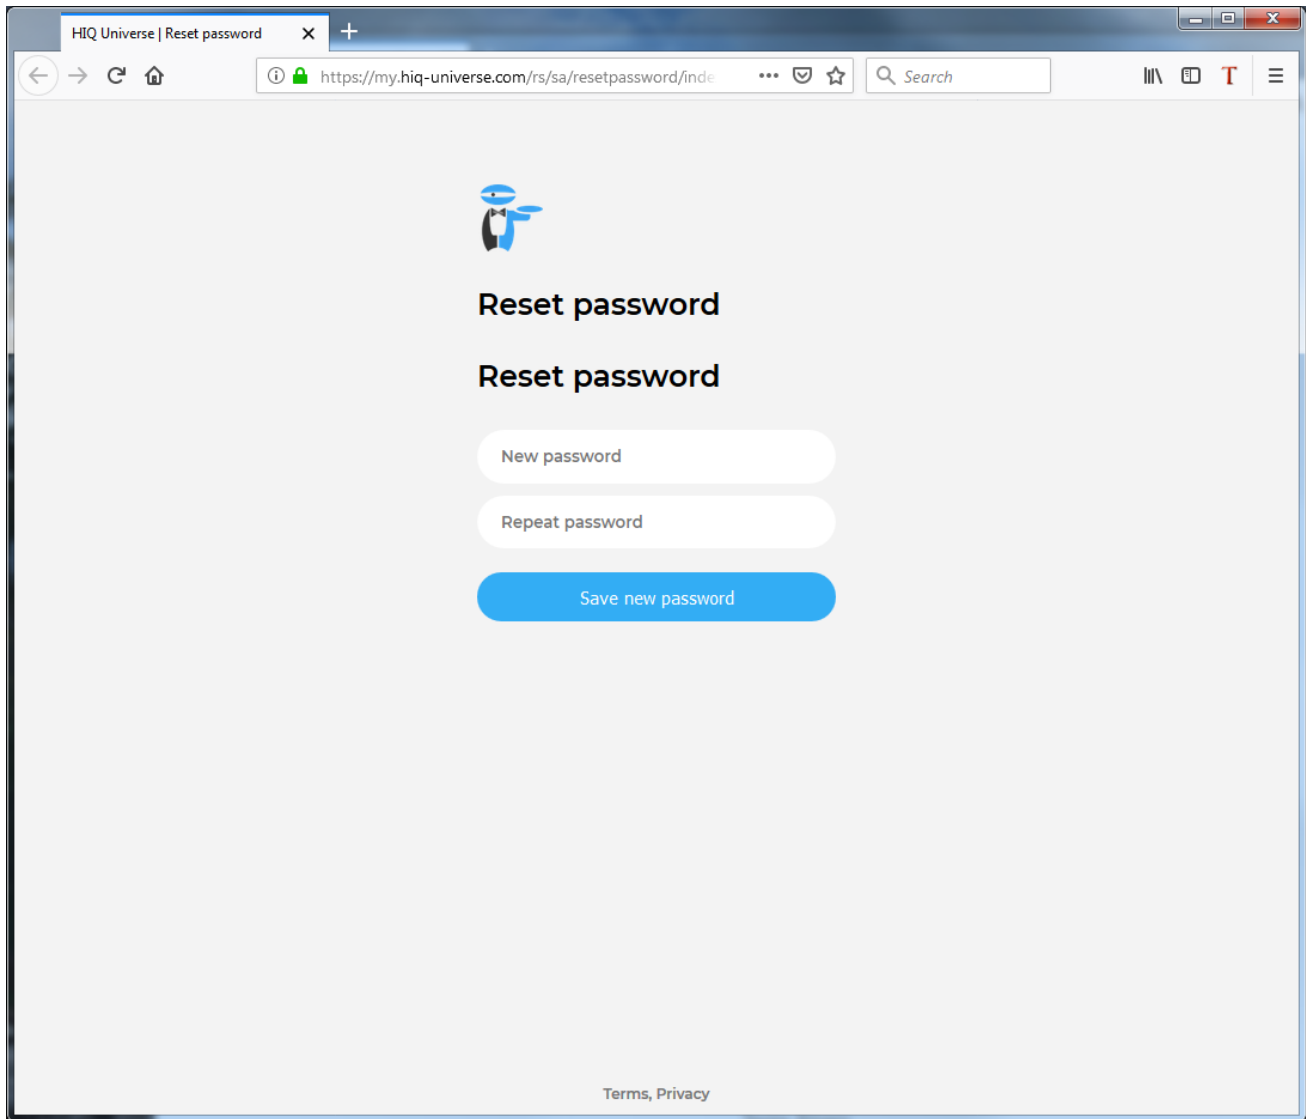 HIQ Universe | Reset password
https://my.hiq-universe.com/rs/sa/resetpassword/inde
Search
Reset password
Reset password
New password
Repeat password
Save new password
Terms, Privacy